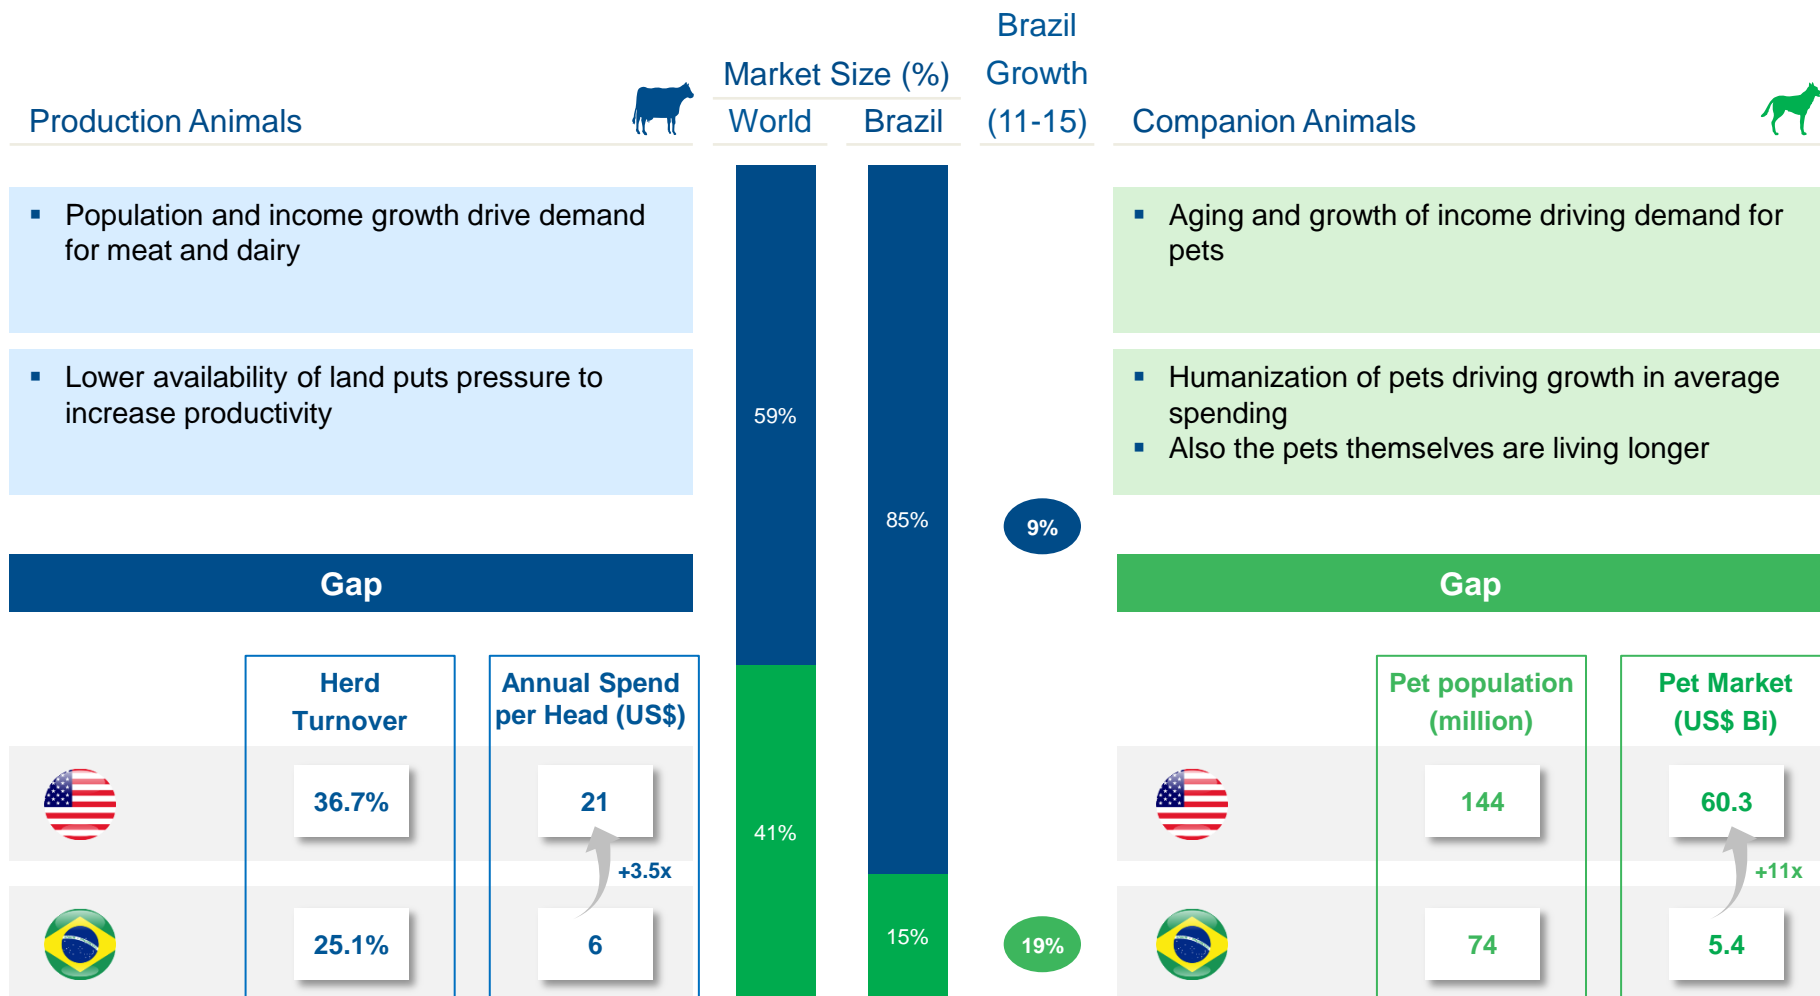 Production Animals
Market Size (%)
World
Brazil
Brazil
Growth
(11-15)
Companion Animals
▪ Population and income growth drive demand
for meat and dairy
▪ Lower availability of land puts pressure to
increase productivity
59%
41%
85%
15%
9%
19%
▪ Aging and growth of income driving demand for
pets
▪ Humanization of pets driving growth in average
spending
▪ Also the pets themselves are living longer
Gap
Herd
Turnover
Annual Spend
per Head (US$)
36.7%
21
+3.5x
25.1%
6
Gap
Pet population
(million)
Pet Market
(US$ Bi)
144
60.3
+11x
74
5.4